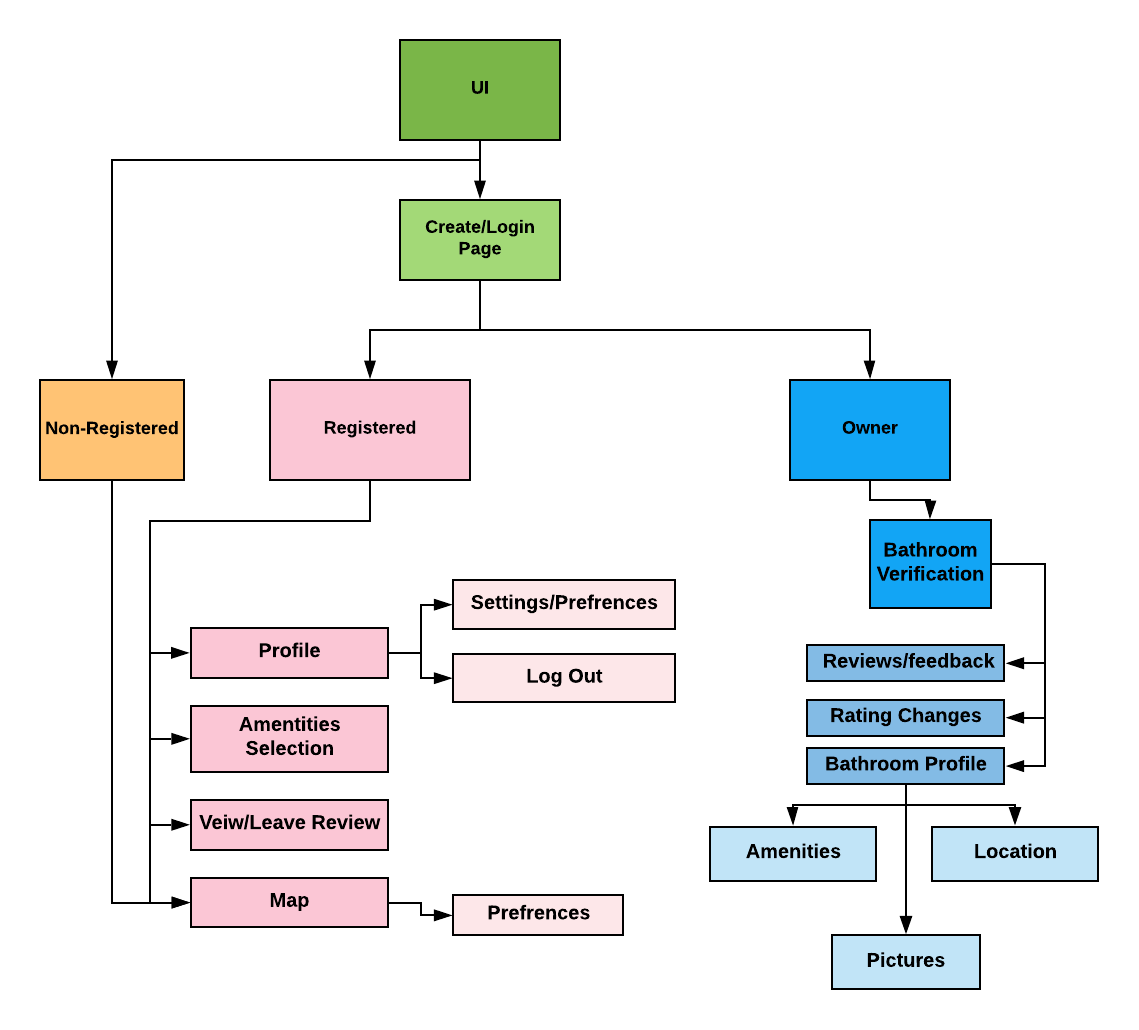 UI
Create/Login
Page
Non-Registered
Registered
Owner
Bathroom
Verification
Settings/Prefrences
Profile
Log Out
Reviews/feedback
Rating Changes
Bathroom Profile
Amentities
Selection
Veiw/Leave Review
Amenities
Location
Map
Prefrences
Pictures